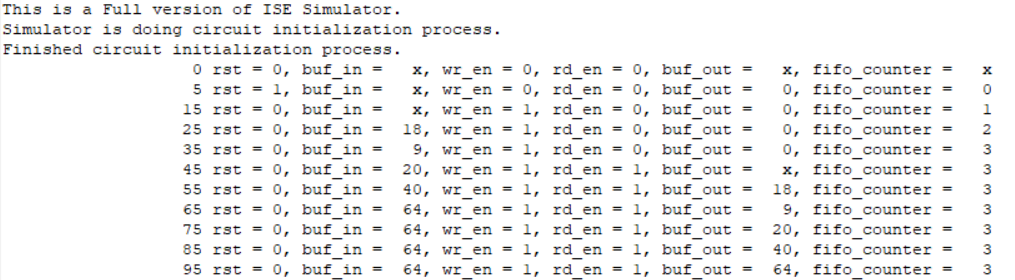 This is a Full version of ISE Simulator.
Simulator is doing circuit initialization process.
Finished circuit initialization process.
0 rst = 0, buf_in =   x, wr_en = 0, rd_en = 0, buf_out =   x, fifo_counter =   x
5 rst = 1, buf_in =   x, wr_en = 0, rd_en = 0, buf_out =   0, fifo_counter =   0
15 rst = 0, buf_in =   x, wr_en = 1, rd_en = 0, buf_out =   0, fifo_counter =   1
25 rst = 0, buf_in =  18, wr_en = 1, rd_en = 0, buf_out =   0, fifo_counter =   2
35 rst = 0, buf_in =   9, wr_en = 1, rd_en = 0, buf_out =   0, fifo_counter =   3
45 rst = 0, buf_in =  20, wr_en = 1, rd_en = 1, buf_out =   x, fifo_counter =   3
55 rst = 0, buf_in =  40, wr_en = 1, rd_en = 1, buf_out =  18, fifo_counter =   3
65 rst = 0, buf_in =  64, wr_en = 1, rd_en = 1, buf_out =   9, fifo_counter =   3
75 rst = 0, buf_in =  64, wr_en = 1, rd_en = 1, buf_out =  20, fifo_counter =   3
85 rst = 0, buf_in =  64, wr_en = 1, rd_en = 1, buf_out =  40, fifo_counter =   3
95 rst = 0, buf_in =  64, wr_en = 1, rd_en = 1, buf_out =  64, fifo_counter =   3